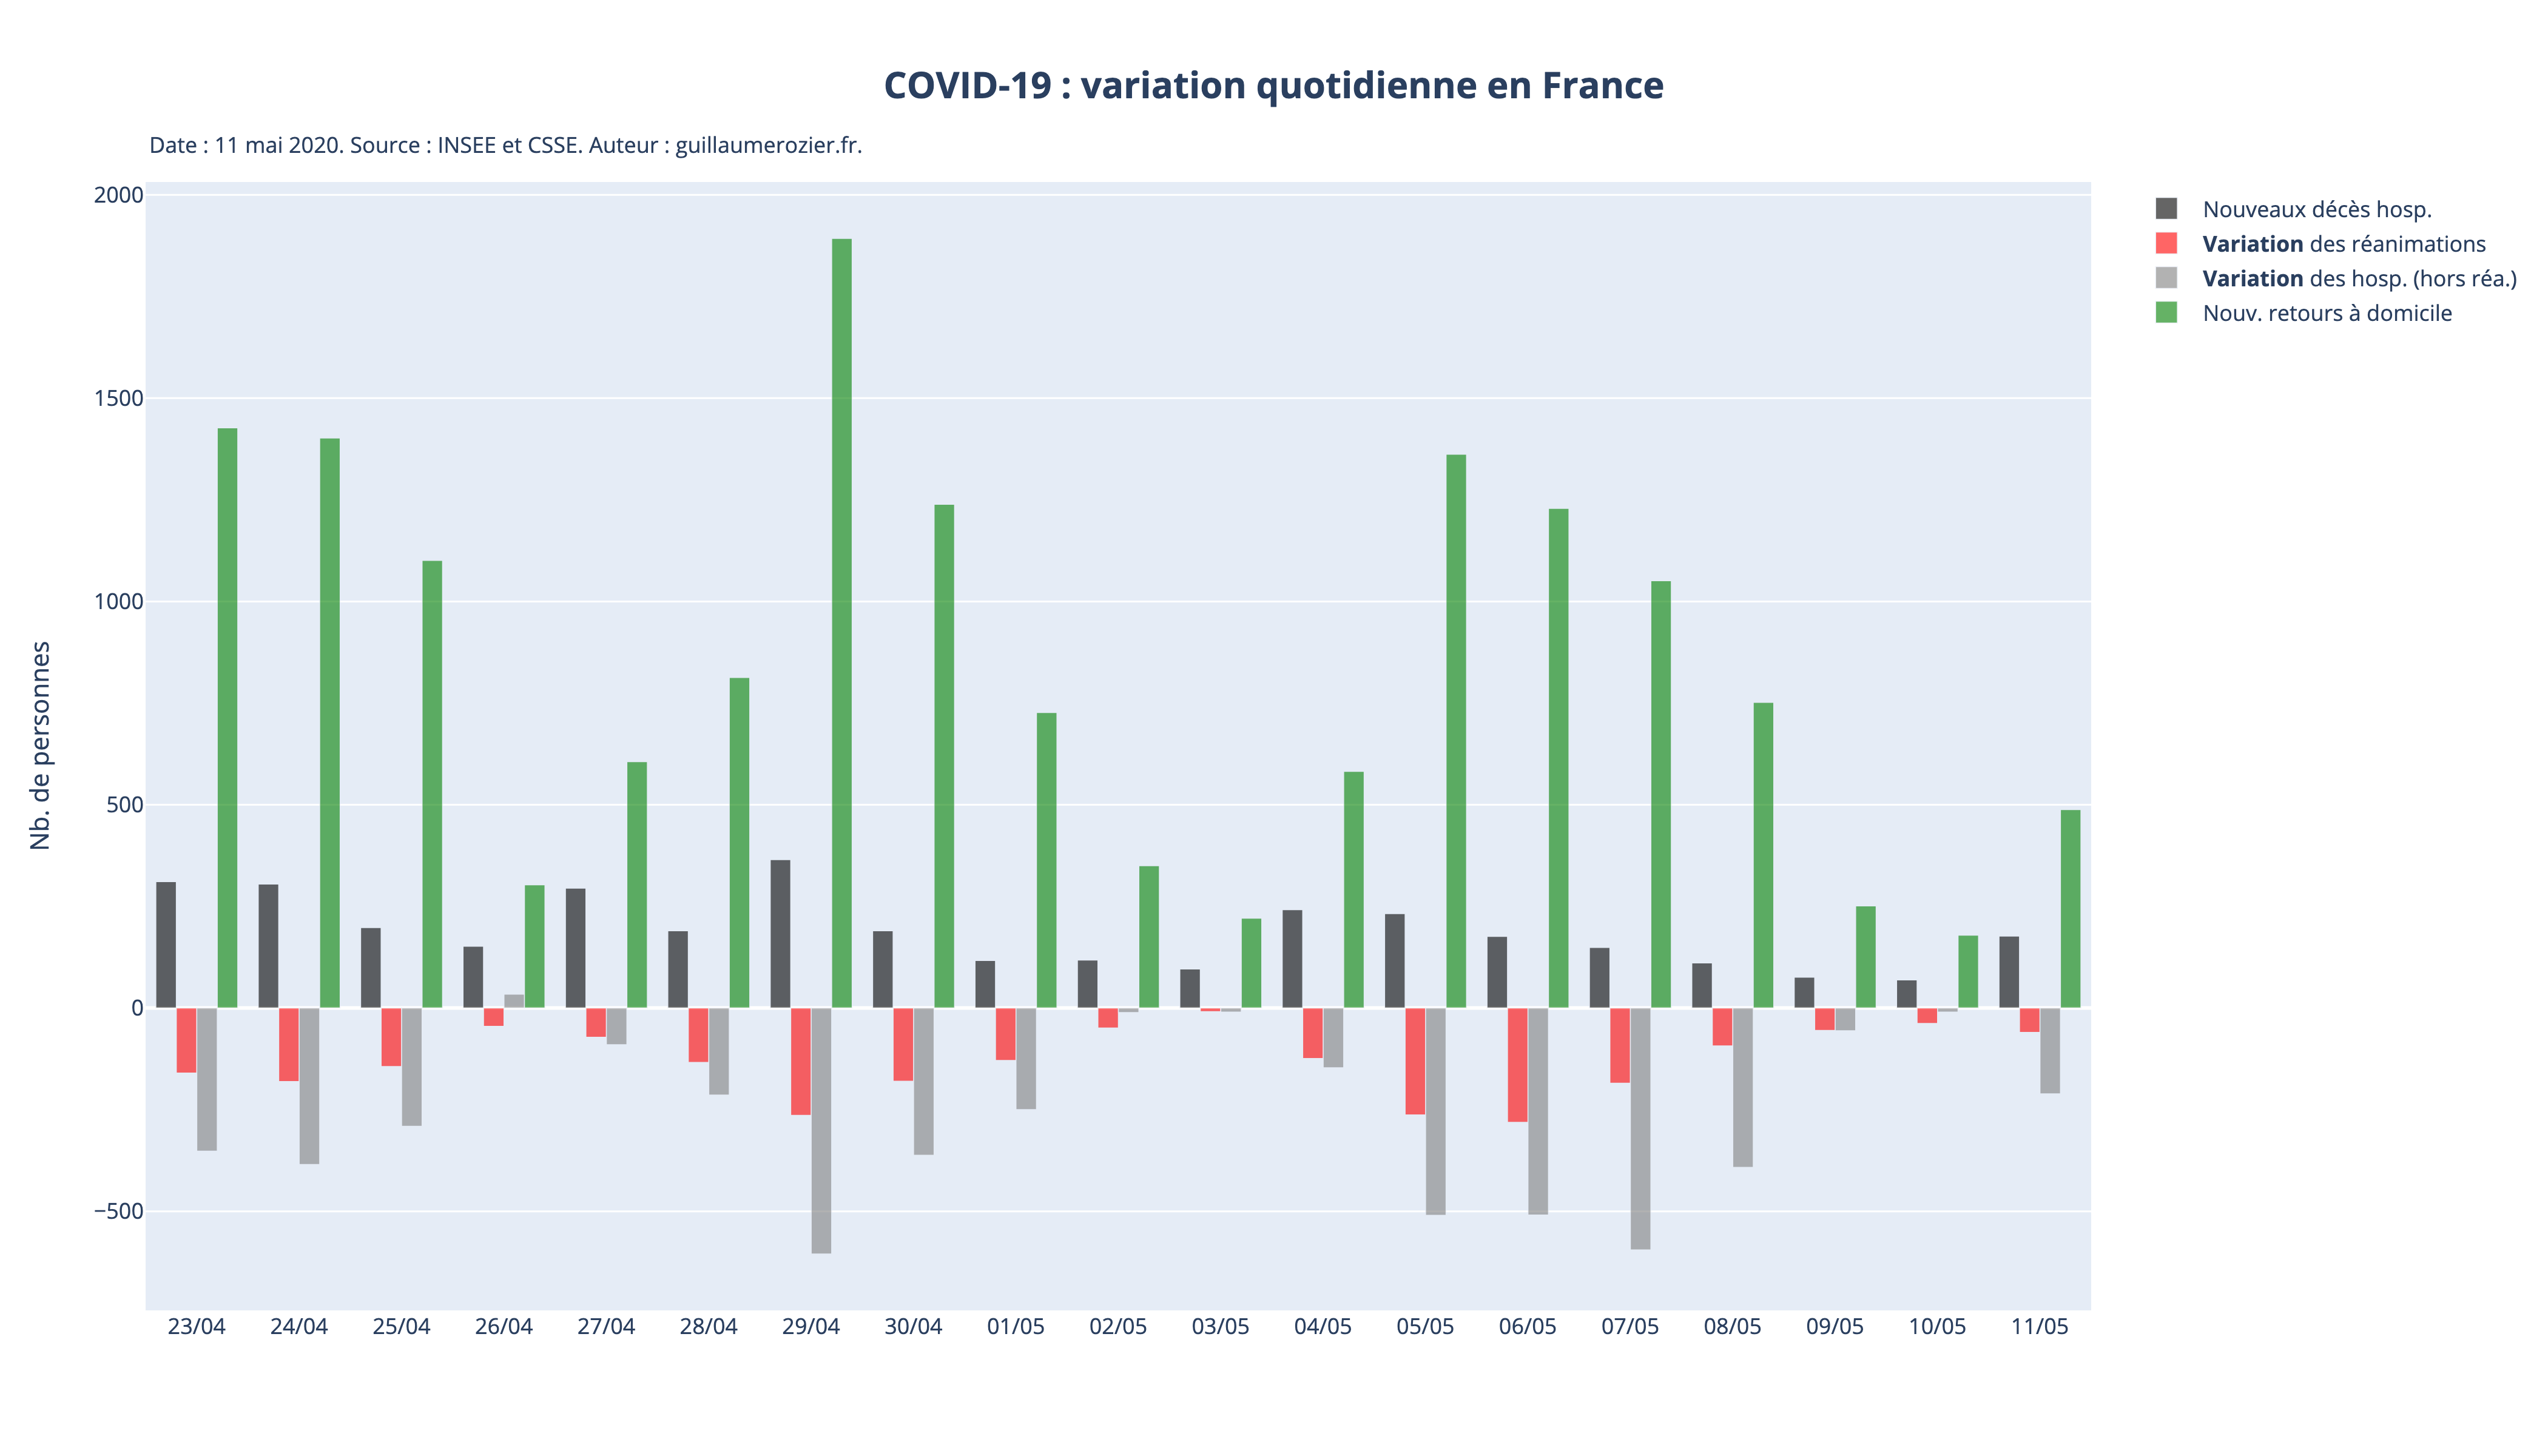 COVID-19 : variation quotidienne en France
Date : 11 mai 2020. Source : INSEE et CSSE. Auteur : guillaumerozier.fr.
Nouveaux décès hosp.
Variation des réanimations
Variation des hosp. (hors réa.)
Nouv. retours à domicile
Nb. de personnes
2000
1500
1000
500
0
−500
23/04 24/04 25/04 26/04 27/04 28/04 29/04 30/04 01/05 02/05 03/05 04/05 05/05 06/05 07/05 08/05 09/05 10/05 11/05